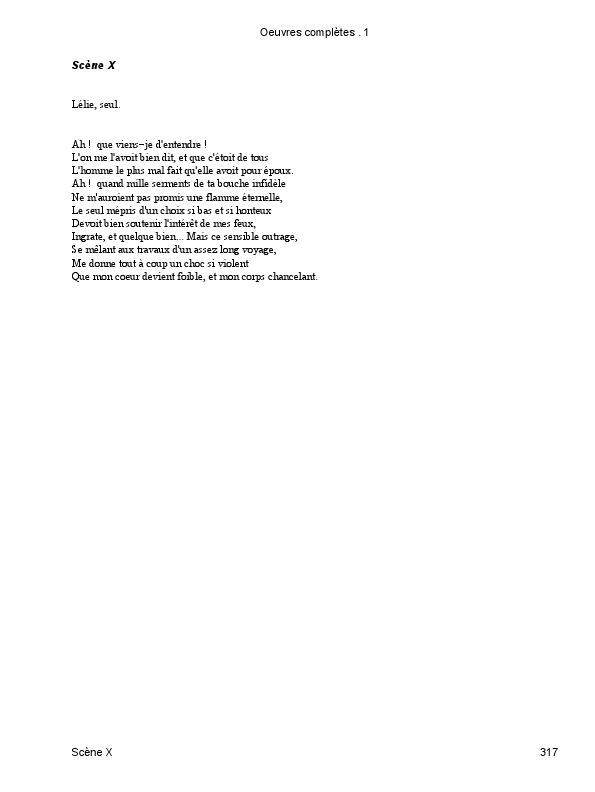 Oeuvres complètes . 1
Scène X
Lélie, seul.
Ah ! que viens-je d'entendre !
L'on me l'avoit bien dit, et que c'étoit de tous
L'homme le plus mal fait qu'elle avoit pour époux.
Ah ! quand mille serments de ta bouche infidèle
Ne m'auroient pas promis une flamme éternelle,
Le seul mépris d'un choix si bas et si honteux
Devoit bien soutenir l'intérêt de mes feux,
Ingrate, et quelque bien... Mais ce sensible outrage,
Se mêlant aux travaux d'un assez long voyage,
Me donne tout à coup un choc si violent
Que mon coeur devient foible, et mon corps chancelant.
Scène X 317